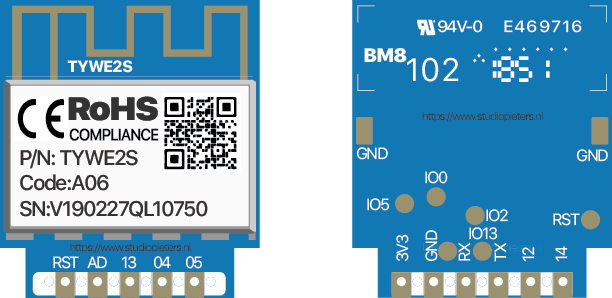 TYWE2S
CE RoHS
COMPLIANCE
P/N: TYWE2S
Code:A06
SN:V190227QL10750
https://www.studiopieters.nl
RST AD 13 04 05
94V-0 E469716
BM8
102 1851
https://www.studiopieters.nl
GND GND
IO0
IO5
IO2
RST
IO13
3V3 GND RX TX 12 14